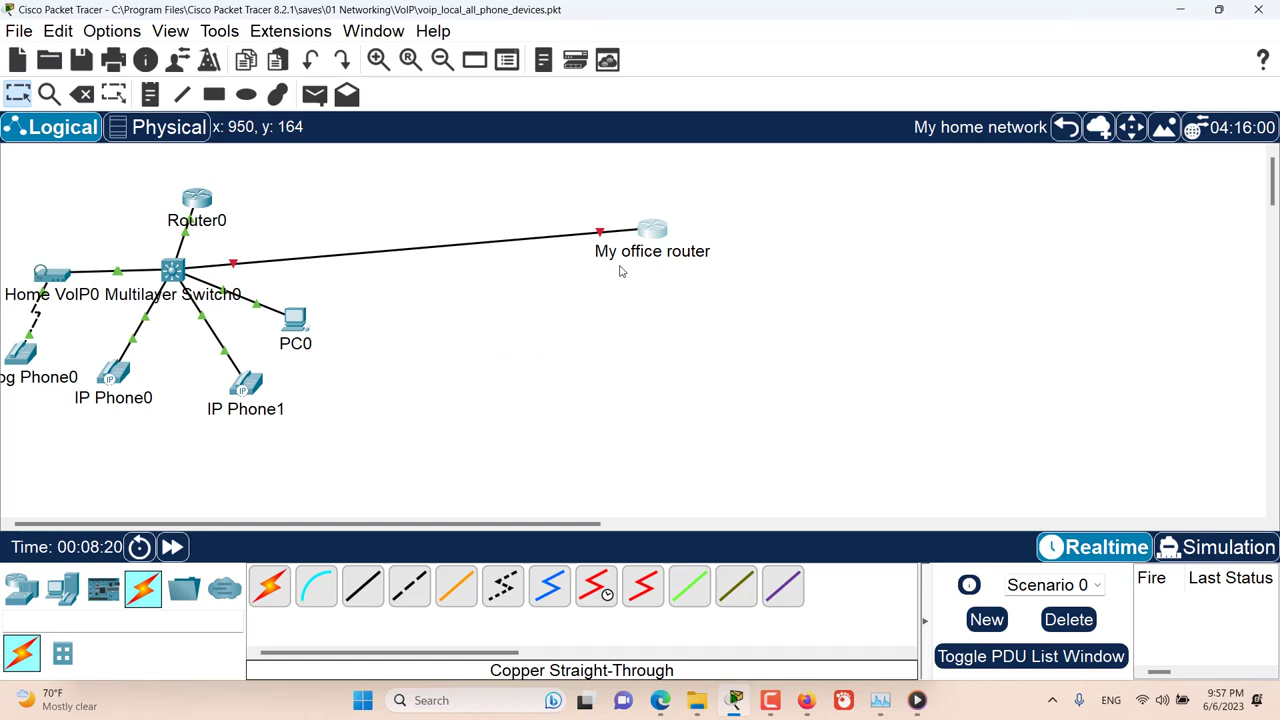 Cisco Packet Tracer - C:\Program Files\Cisco Packet Tracer 8.2.1\saves\01 Networking\VoIP\voip_local_all_phone_devices.pkt
File Edit Options View Tools Extensions Window Help
Logical Physical x: 950, y: 164 My home network 04:16:00
Router0
My office router
Home VoIP0 Multilayer Switch0
PC0
og Phone0
IP Phone0
IP Phone1
Time: 00:08:20 Realtime Simulation
Scenario 0 Fire Last Status
New Delete
Toggle PDU List Window
Copper Straight-Through
70°F
Mostly clear
Search
ENG
9:57 PM
6/6/2023